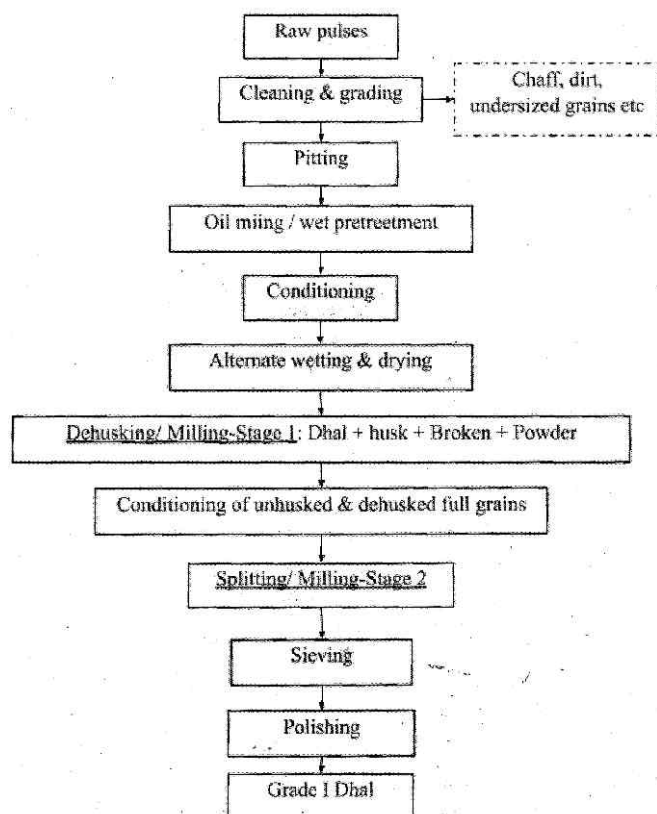 Raw pulses
Cleaning & grading
Chaff, dirt,
undersized grains etc
Pitting
Oil miing / wet pretreetment
Conditioning
Alternate wetting & drying
Dehusking/ Milling-Stage 1: Dhal + husk + Broken + Powder
Conditioning of unhusked & dehusked full grains
Splitting/ Milling-Stage 2
Sieving
Polishing
Grade I Dhal